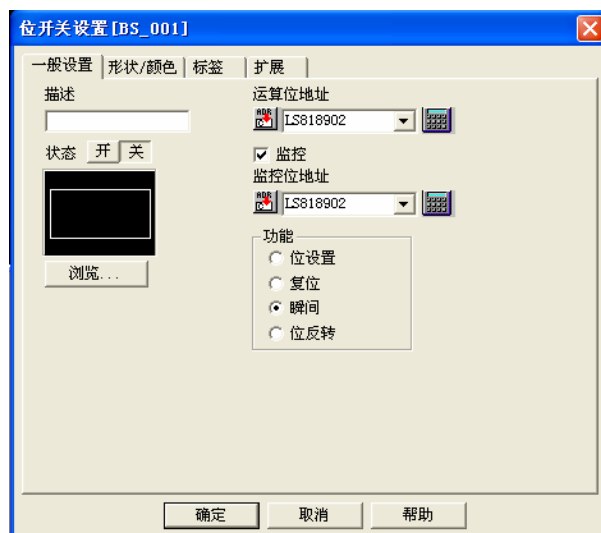 位开关设置[BS_001]
一般设置 形状/颜色 标签 扩展
描述
运算位地址
ADR
LS818902
状态 开 关
监控
监控位地址
ADR
LS818902
浏览...
功能
位设置
复位
瞬间
位反转
确定 取消 帮助